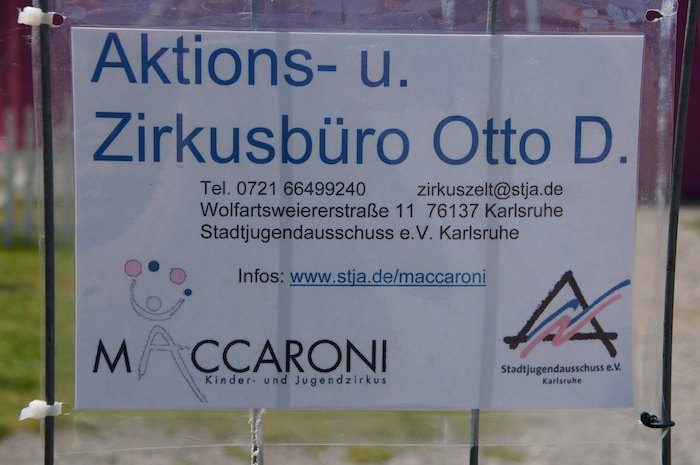 Aktions- u.
Zirkusbüro Otto D.
Tel. 0721 66499240 zirkuszelt@stja.de
Wolfartsweiererstraße 11 76137 Karlsruhe
Stadtjugendausschuss e.V. Karlsruhe
Infos: www.stja.de/maccaroni
MACCARONI
Kinder- und Jugendzirkus
Stadtjugendausschuss e.V.
Karlsruhe